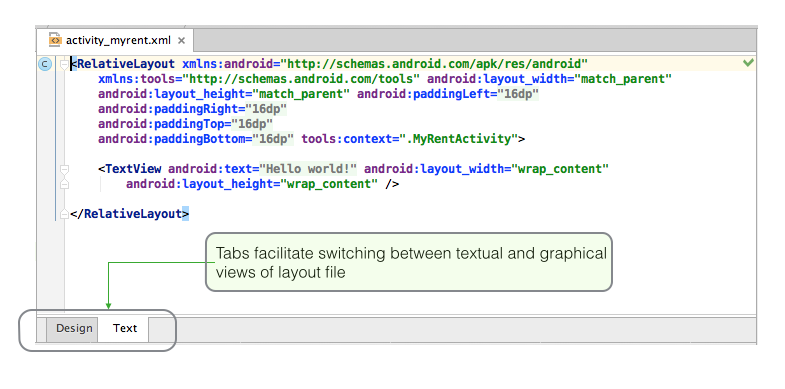 activity_myrent.xml ×
C
<RelativeLayout xmlns:android="http://schemas.android.com/apk/res/android"
xmlns:tools="http://schemas.android.com/tools" android:layout_width="match_parent"
android:layout_height="match_parent" android:paddingLeft="16dp"
android:paddingRight="16dp"
android:paddingTop="16dp"
android:paddingBottom="16dp" tools:context=".MyRentActivity">
<TextView android:text="Hello world!" android:layout_width="wrap_content"
android:layout_height="wrap_content" />
</RelativeLayout>
Tabs facilitate switching between textual and graphical
views of layout file
Design Text